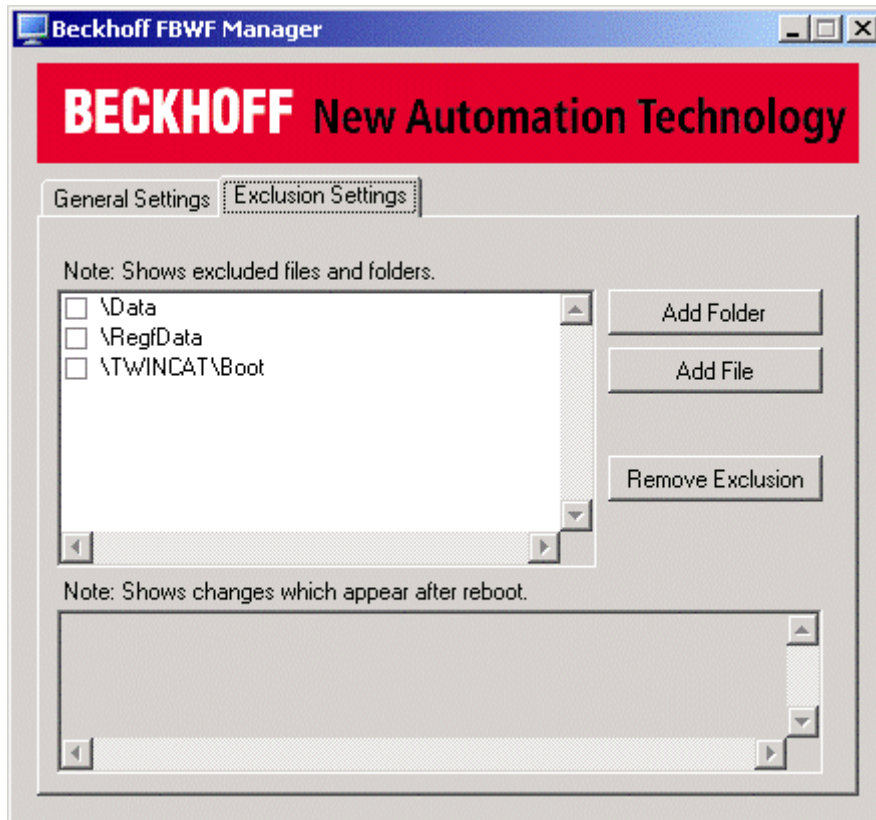 Beckhoff FBWF Manager
BECKHOFF New Automation Technology
General Settings
Exclusion Settings
Note: Shows excluded files and folders.
\Data
\RegfData
\TWINCAT\Boot
Add Folder
Add File
Remove Exclusion
Note: Shows changes which appear after reboot.